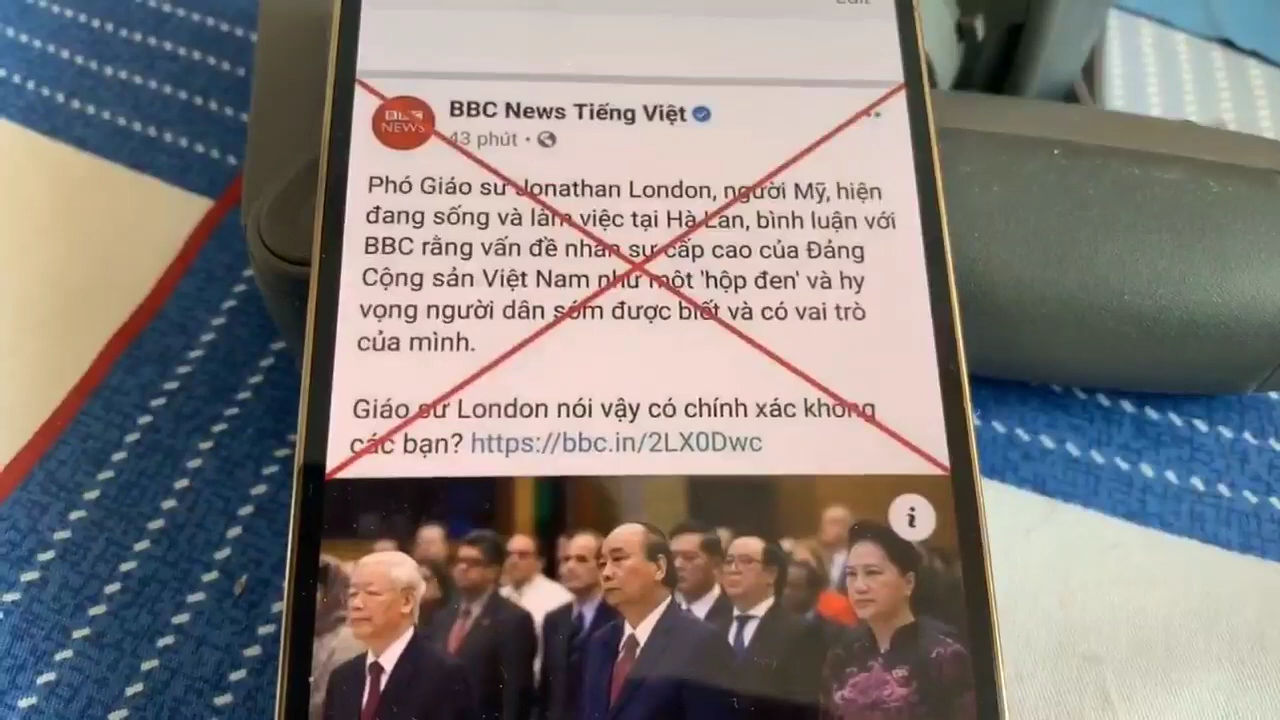 Edit
BBC
NEWS
BBC News Tiếng Việt
43 phút
Phó Giáo sư Jonathan London, người Mỹ, hiện
đang sống và làm việc tại Hà Lan, bình luận với
BBC rằng vấn đề nhân sự cấp cao của Đảng
Cộng sản Việt Nam như một 'hộp đen' và hy
vọng người dân sớm được biết và có vai trò
của mình.
Giáo sư London nói vậy có chính xác không
các bạn? https://bbc.in/2LX0Dwc
i